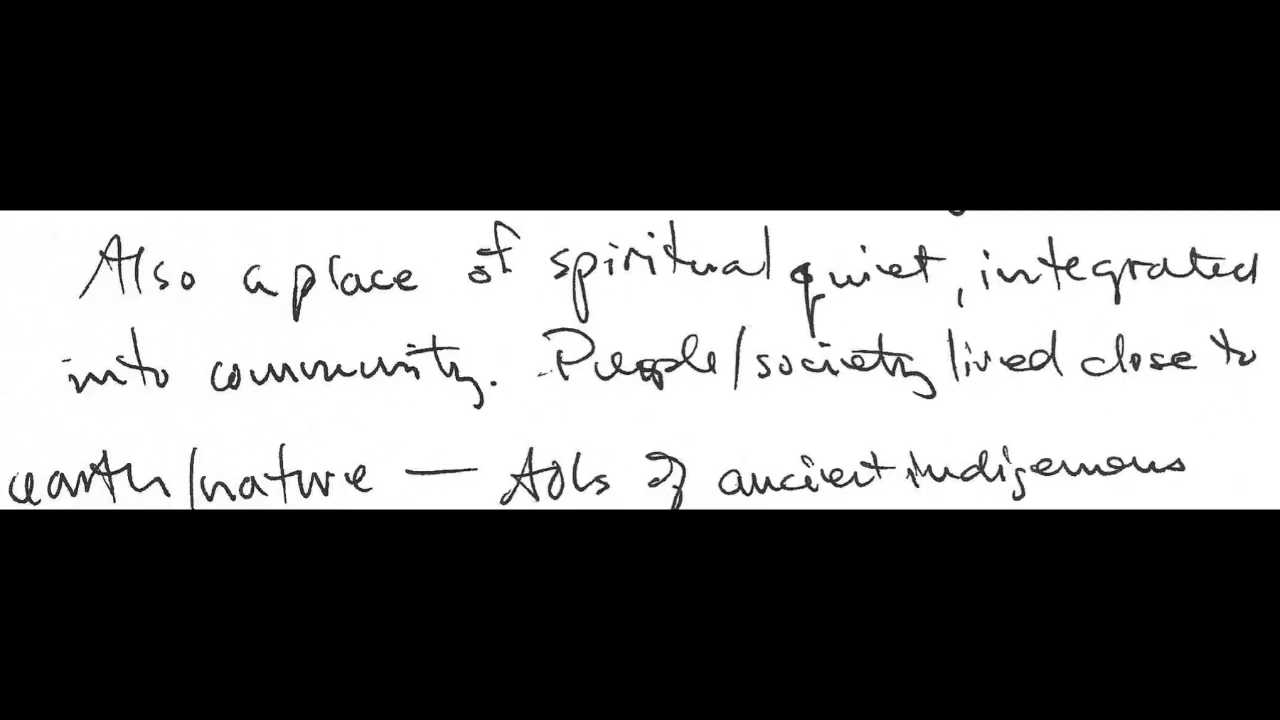 Also a place of spiritual quiet, integrated
into community. People/society lived close to
earth/nature — AOLs of ancient indigenous